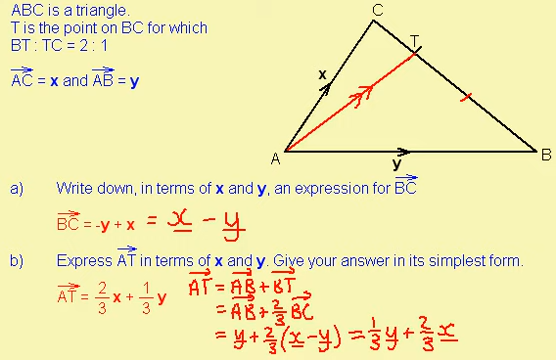 ABC is a triangle.
T is the point on BC for which
BT : TC = 2 : 1
AC = x and AB = y
C
T
x
A
y
B
a) Write down, in terms of x and y, an expression for BC
BC = -y + x = x - y
b) Express AT in terms of x and y. Give your answer in its simplest form.
AT = 2/3 x + 1/3 y
AT = AB + BT
= AB + 2/3 BC
= y + 2/3 (x - y) = 1/3 y + 2/3 x